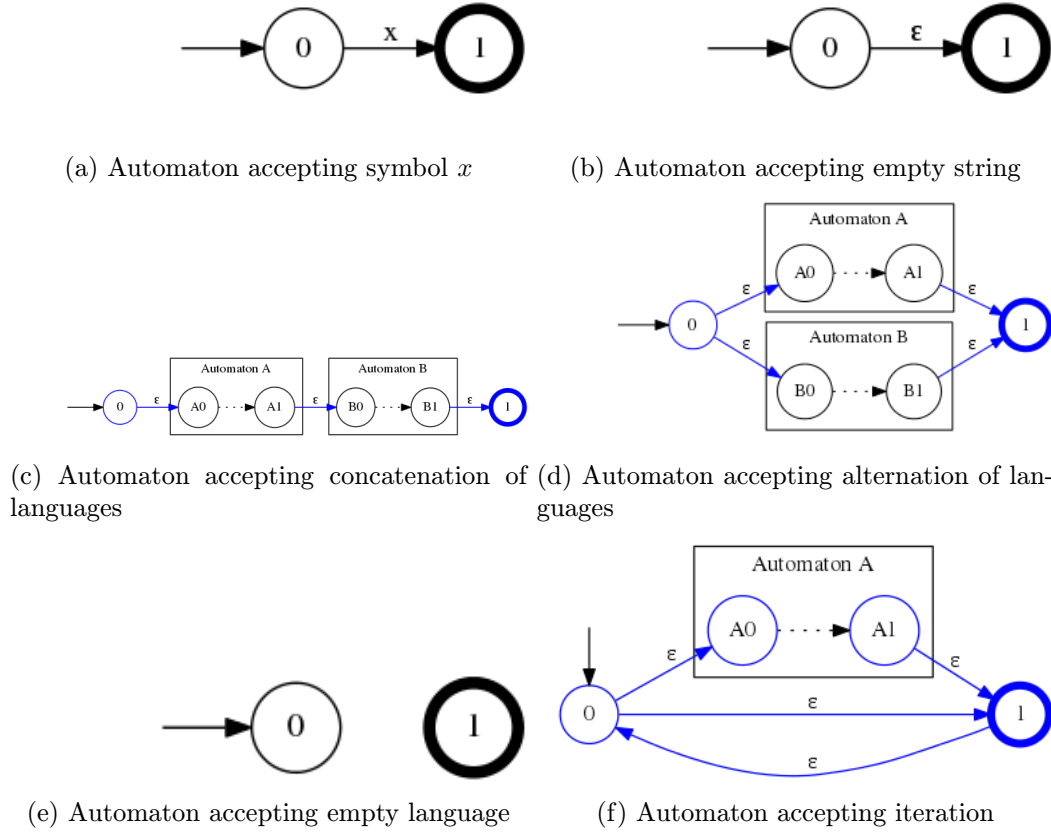 0 x 1
0 ε 1
(a) Automaton accepting symbol x
(b) Automaton accepting empty string
Automaton A
0 ε A0 A1 ε
Automaton B
B0 B1 ε 1
(c) Automaton accepting concatenation of
languages
Automaton A
ε A0 A1 ε
0 1
Automaton B
ε B0 B1 ε
(d) Automaton accepting alternation of lan-
guages
0 1
(e) Automaton accepting empty language
Automaton A
A0 A1
ε ε
0 ε 1
ε
(f) Automaton accepting iteration